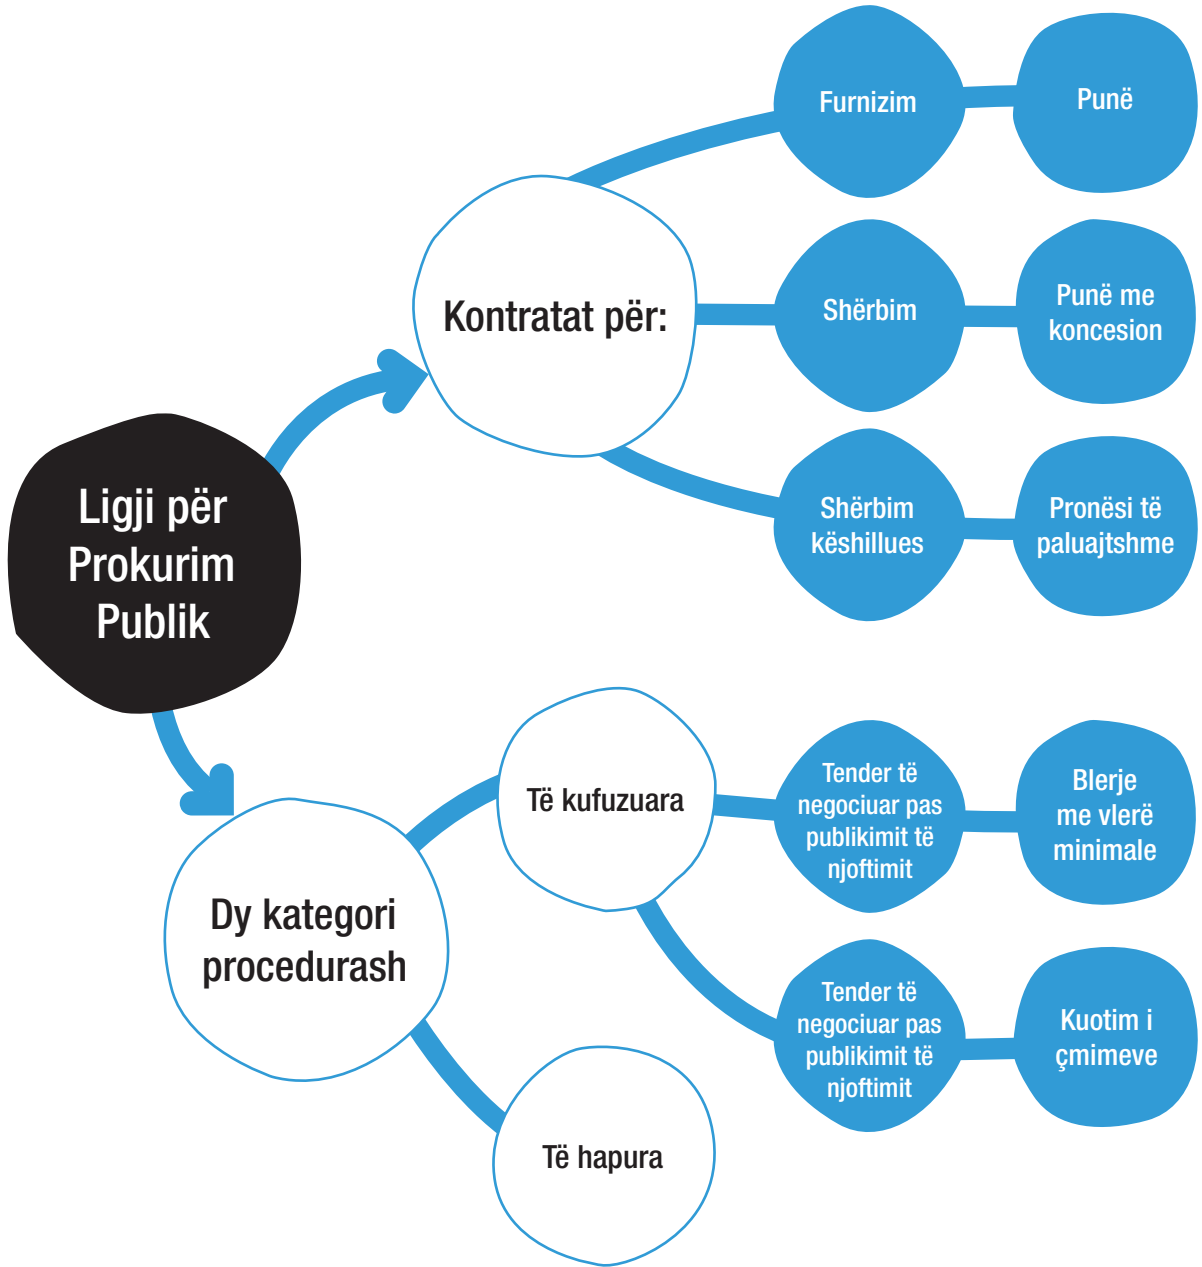 Ligji për
Prokurim
Publik
Kontratat për:
Furnizim
Punë
Shërbim
Punë me
koncesion
Shërbim
këshillues
Pronësi të
paluajtshme
Dy kategori
procedurash
Të kufuzuara
Tender të
negociuar pas
publikimit të
njoftimit
Blerje
me vlerë
minimale
Tender të
negociuar pas
publikimit të
njoftimit
Kuotim i
çmimeve
Të hapura